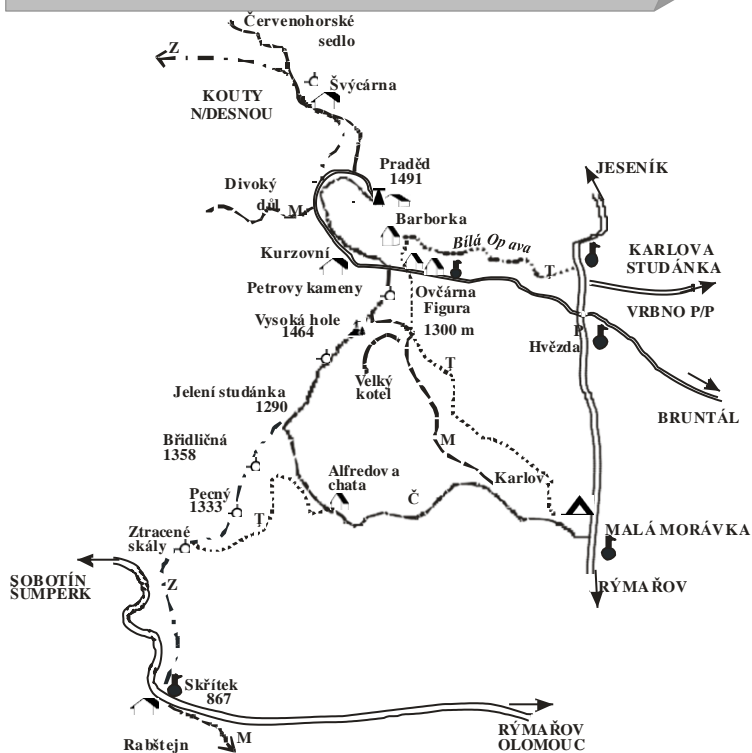 Červenohorské
sedlo
Z
Švýcárna
KOUTY
N/DESNOU
Praděd
1491
JESENÍK
Divoký
důl
M
Barborka
Bílá Opava
Kurzovní
T
KARLOVA
STUDÁNKA
Petrovy kameny
Ovčárna
Figura
1300 m
VRBNO P/P
Vysoká hole
1464
P
Hvězda
Velký
kotel
T
Jelení studánka
1290
BRUNTÁL
Břidličná
1358
M
Alfredova
chata
Karlov
Pecný
1333
Č
T
Ztracené
skály
MALÁ MORÁVKA
SOBOTÍN
SUMPERK
Z
RÝMAŘOV
Skřítek
867
RÝMAŘOV
OLOMOUC
Rabštejn
M